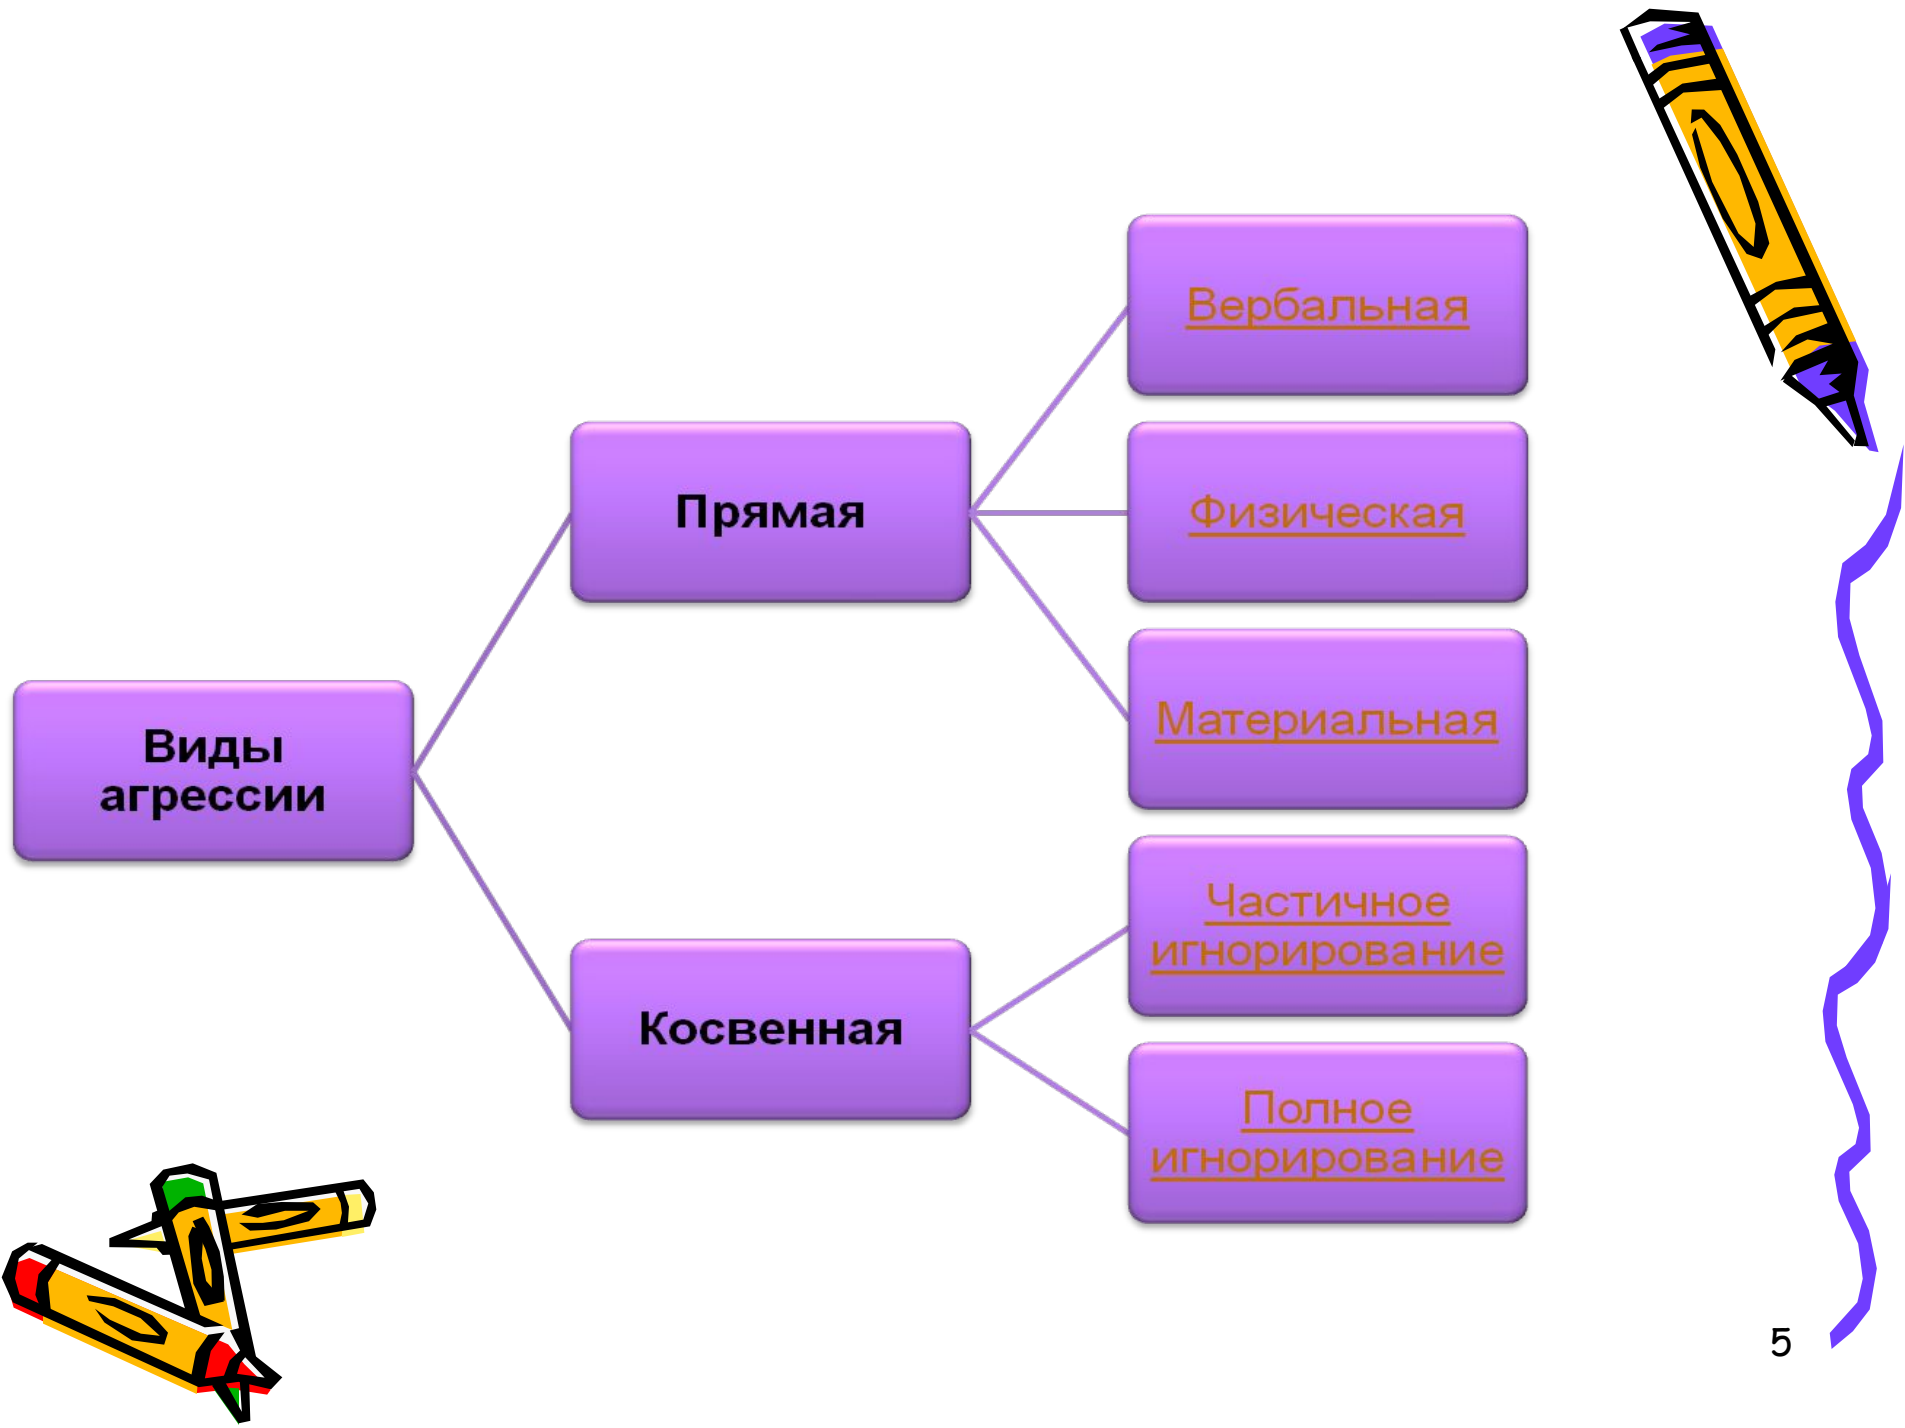 Виды
агрессии
Прямая
Вербальная
Физическая
Материальная
Косвенная
Частичное
игнорирование
Полное
игнорирование
5